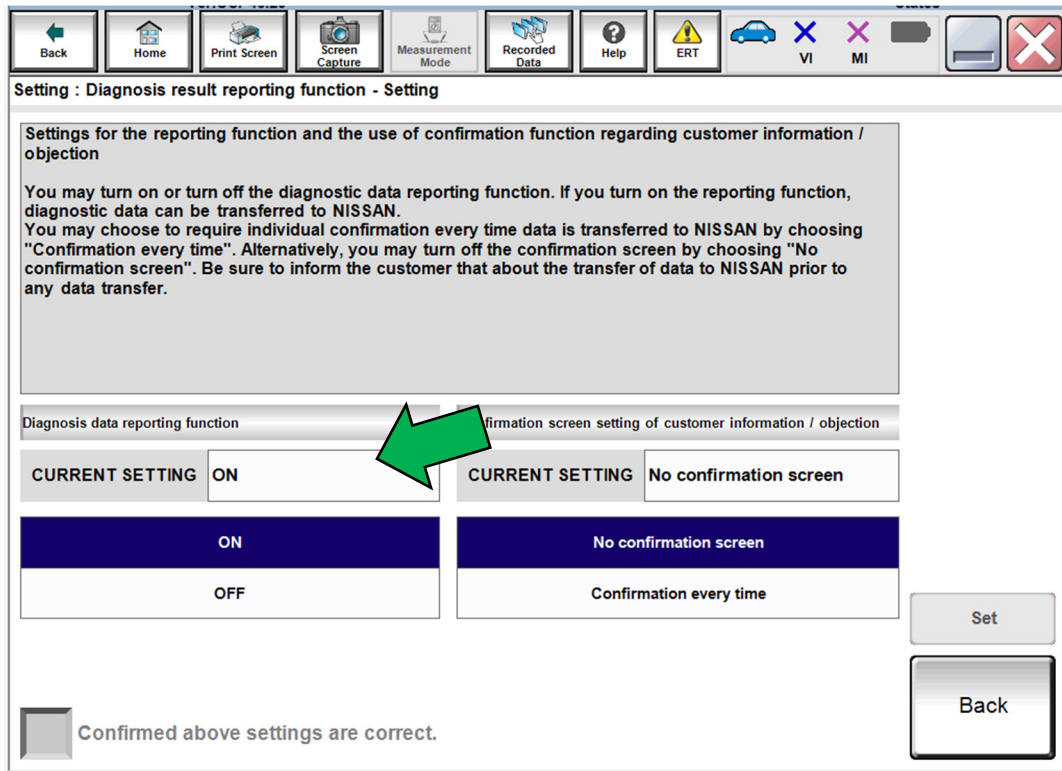 Back
Home
Print Screen
Screen
Capture
Measurement
Mode
Recorded
Data
Help
ERT
VI
MI
Setting : Diagnosis result reporting function - Setting
Settings for the reporting function and the use of confirmation function regarding customer information /
objection
You may turn on or turn off the diagnostic data reporting function. If you turn on the reporting function,
diagnostic data can be transferred to NISSAN.
You may choose to require individual confirmation every time data is transferred to NISSAN by choosing
"Confirmation every time". Alternatively, you may turn off the confirmation screen by choosing "No
confirmation screen". Be sure to inform the customer that about the transfer of data to NISSAN prior to
any data transfer.
Diagnosis data reporting function
firmation screen setting of customer information / objection
CURRENT SETTING ON
CURRENT SETTING No confirmation screen
ON
No confirmation screen
OFF
Confirmation every time
Set
Back
Confirmed above settings are correct.